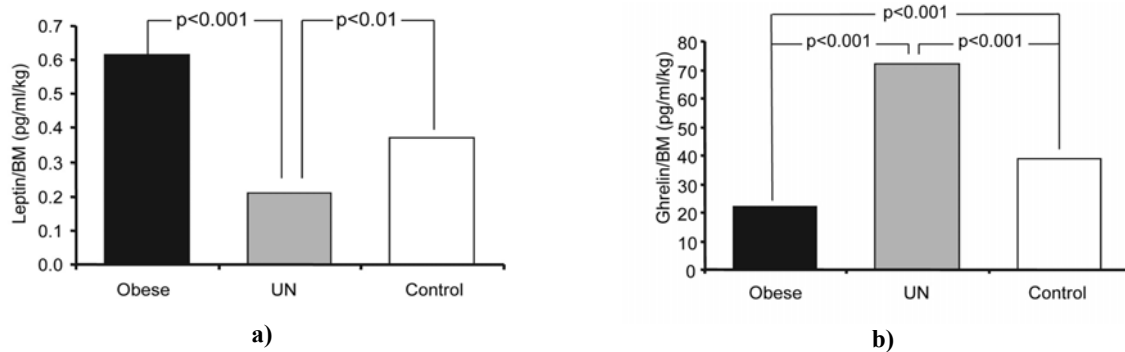 p<0.001 p<0.01
Leptin/BM (pg/ml/kg)
0.7
0.6
0.5
0.4
0.3
0.2
0.1
0.0
Obese UN Control
a)
p<0.001
p<0.001 p<0.001
Ghrelin/BM (pg/ml/kg)
80
70
60
50
40
30
20
10
0
Obese UN Control
b)